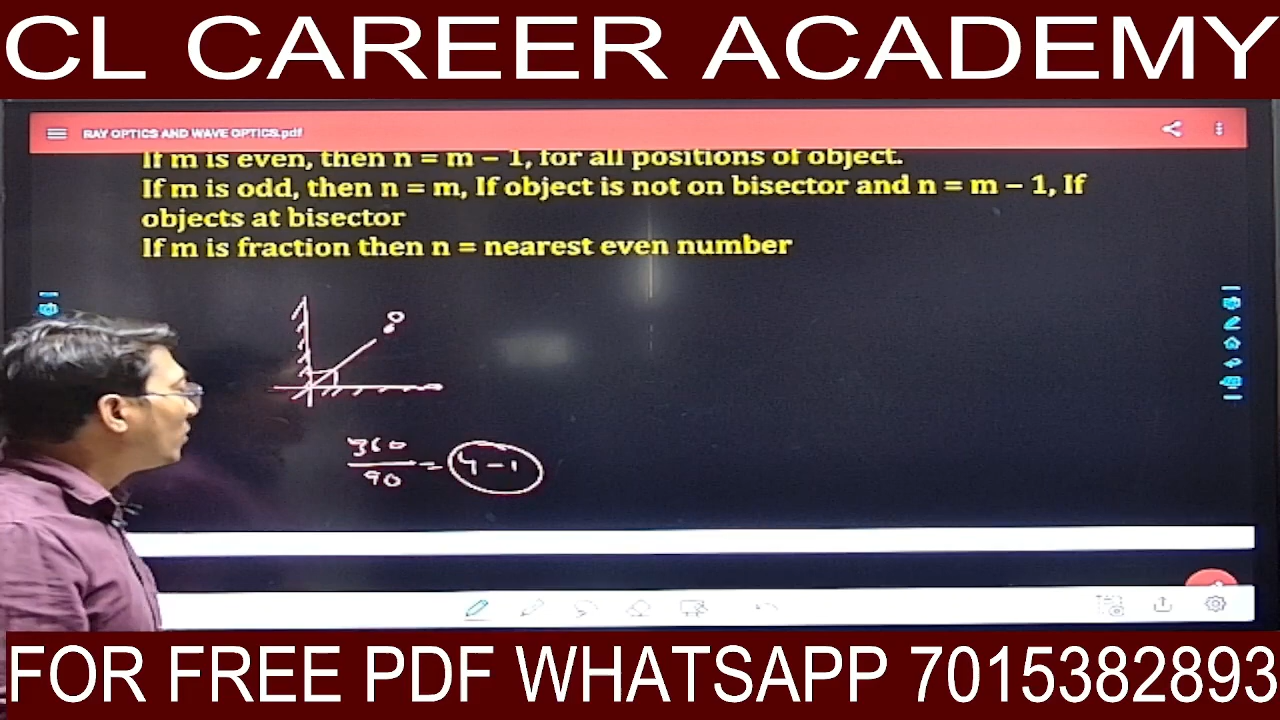 CL CAREER ACADEMY
RAY OPTICS AND WAVE OPTICS.pdf
If m is even, then n = m − 1, for all positions of object.
If m is odd, then n = m, If object is not on bisector and n = m − 1, If
objects at bisector
If m is fraction then n = nearest even number
O
360
90
= 4 − 1
FOR FREE PDF WHATSAPP 7015382893